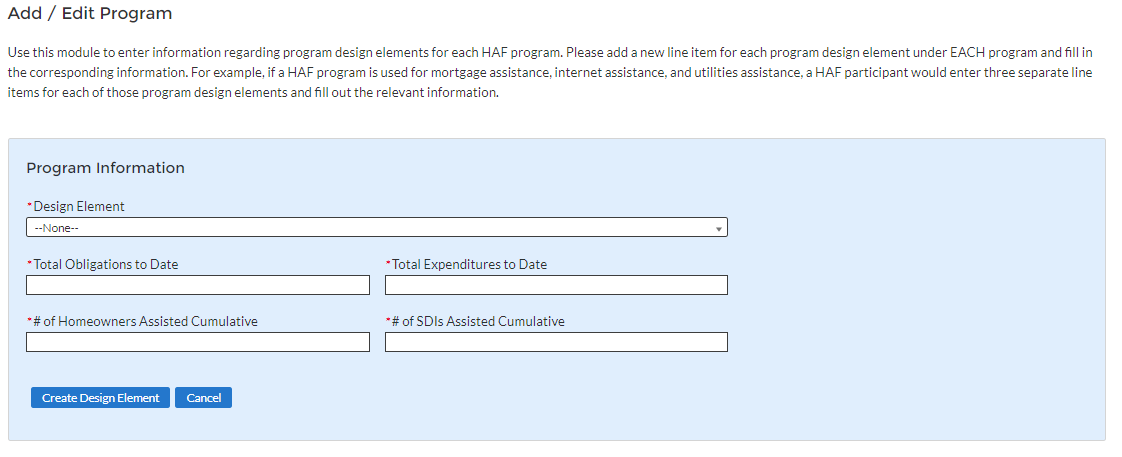 Add / Edit Program
Use this module to enter information regarding program design elements for each HAF program. Please add a new line item for each program design element under EACH program and fill in
the corresponding information. For example, if a HAF program is used for mortgage assistance, internet assistance, and utilities assistance, a HAF participant would enter three separate line
items for each of those program design elements and fill out the relevant information.
Program Information
*Design Element
--None--
*Total Obligations to Date
*Total Expenditures to Date
*# of Homeowners Assisted Cumulative
*# of SDIs Assisted Cumulative
Create Design Element
Cancel